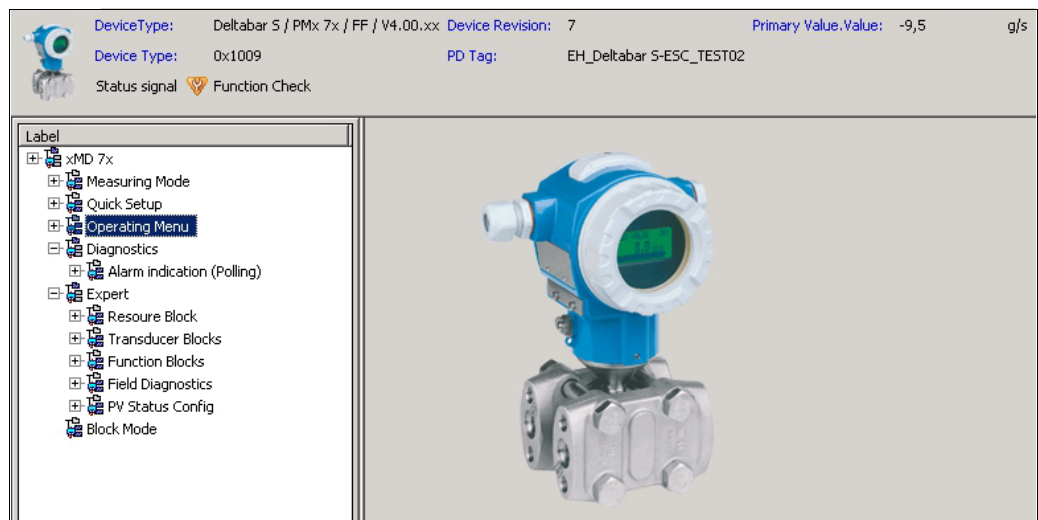 DeviceType: Deltabar S / PMx 7x / FF / V4.00.xx Device Revision: 7 Primary Value.Value: -9,5 g/s
Device Type: 0x1009 PD Tag: EH_Deltabar S-ESC_TEST02
Status signal Function Check
Label
xMD 7x
Measuring Mode
Quick Setup
Operating Menu
Diagnostics
Alarm indication (Polling)
Expert
Resoure Block
Transducer Blocks
Function Blocks
Field Diagnostics
PV Status Config
Block Mode